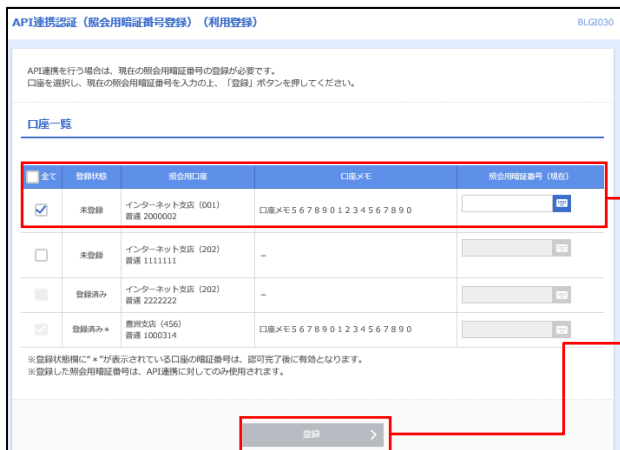 API連携認証（照会用暗証番号登録）（利用登録）
BLGI030
API連携を行う場合は、現在の照会用暗証番号の登録が必要です。
口座を選択し、現在の照会用暗証番号を入力の上、「登録」ボタンを押してください。
口座一覧
全て 登録状態 照会用口座 口座メモ 照会用暗証番号（現在）
未登録 インターネット支店（001） 口座メモ５６７８９０１２３４５６７８９０
普通 2000002
未登録 インターネット支店（202） －
普通 1111111
登録済み インターネット支店（202） －
普通 2222222
登録済み＊ 豊洲支店（456） 口座メモ５６７８９０１２３４５６７８９０
普通 1000314
※登録状態欄に"＊"が表示されている口座の暗証番号は、認可完了後に有効となります。
※登録した照会用暗証番号は、API連携に対してのみ使用されます。
登録